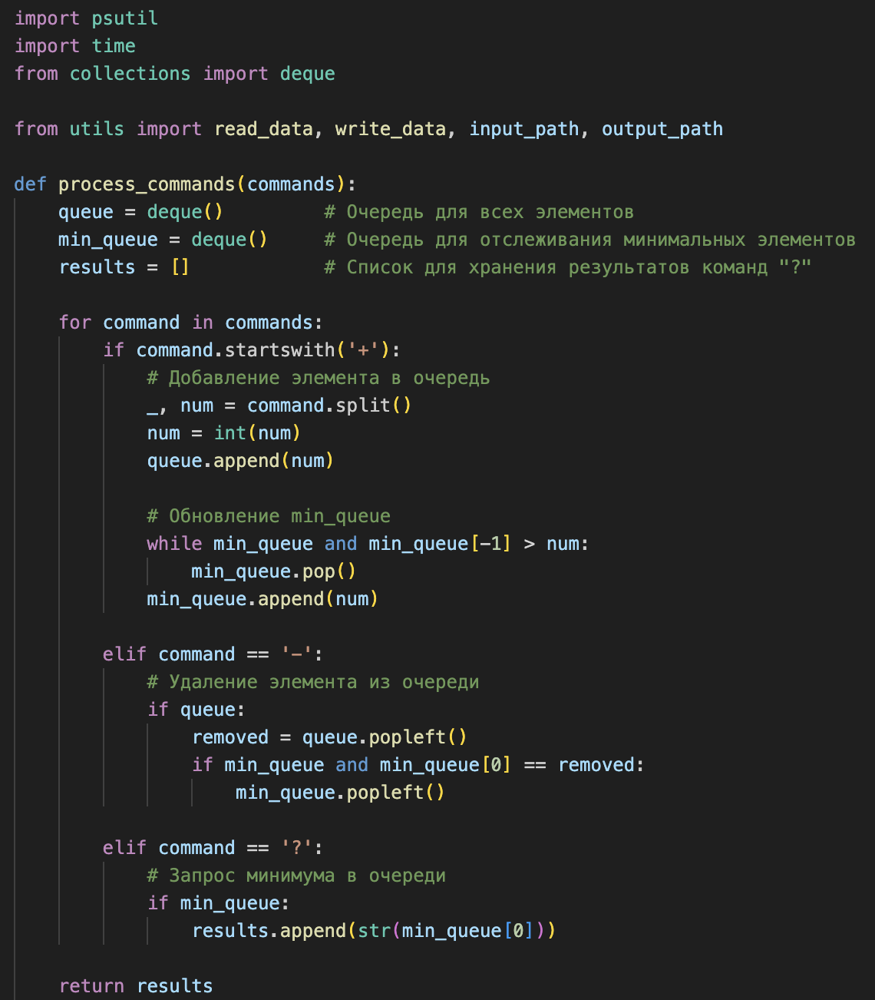 import psutil
import time
from collections import deque

from utils import read_data, write_data, input_path, output_path

def process_commands(commands):
    queue = deque()         # Очередь для всех элементов
    min_queue = deque()     # Очередь для отслеживания минимальных элементов
    results = []            # Список для хранения результатов команд "?"

    for command in commands:
        if command.startswith('+'):
            # Добавление элемента в очередь
            _, num = command.split()
            num = int(num)
            queue.append(num)

            # Обновление min_queue
            while min_queue and min_queue[-1] > num:
                min_queue.pop()
            min_queue.append(num)

        elif command == '-':
            # Удаление элемента из очереди
            if queue:
                removed = queue.popleft()
                if min_queue and min_queue[0] == removed:
                    min_queue.popleft()

        elif command == '?':
            # Запрос минимума в очереди
            if min_queue:
                results.append(str(min_queue[0]))

    return results